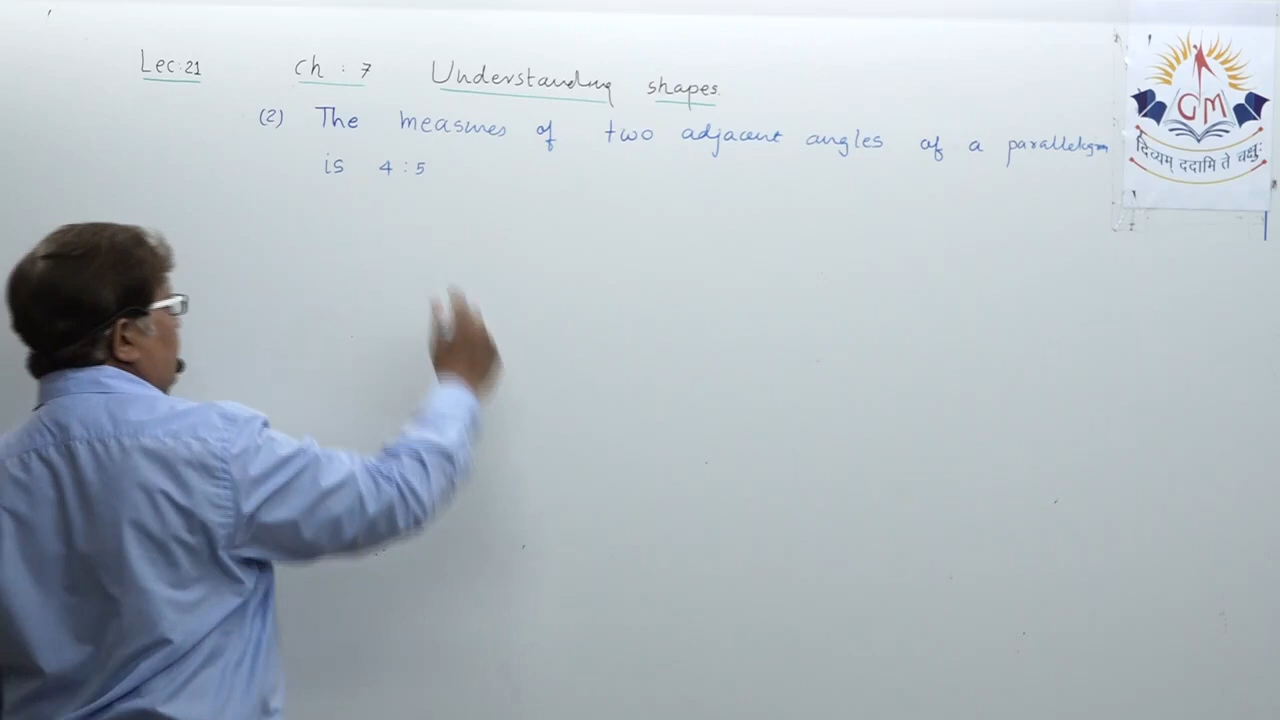 Lec:21 Ch : 7 Understanding shapes
(2) The measures of two adjacent angles of a parallelogm
is 4 : 5
GM
दिव्यम् ददामि ते चक्षुः